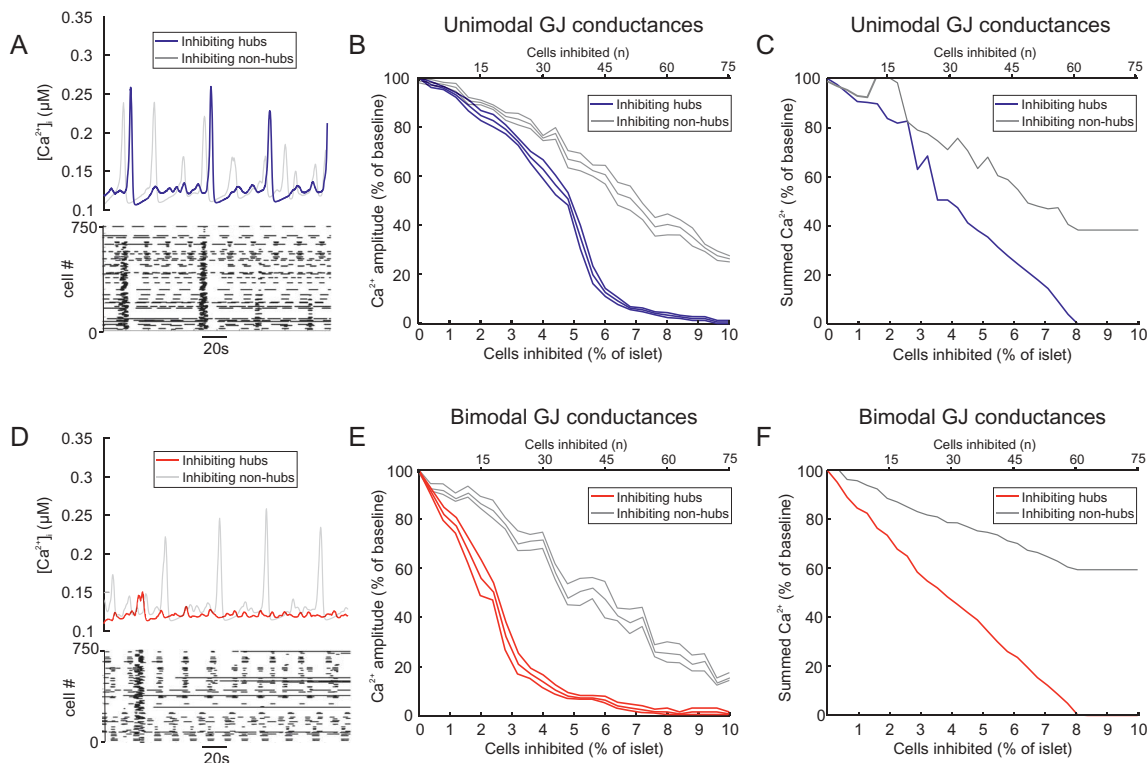 A
Inhibiting hubs
Inhibiting non-hubs
[Ca²⁺]ᵢ (µM)
0.35
0.3
0.25
0.2
0.15
0.1
750
cell #
0
20s
Unimodal GJ conductances
B
Cells inhibited (n)
15 30 45 60 75
Inhibiting hubs
Inhibiting non-hubs
Ca²⁺ amplitude (% of baseline)
100
80
60
40
20
0
0 1 2 3 4 5 6 7 8 9 10
Cells inhibited (% of islet)
Unimodal GJ conductances
C
Cells inhibited (n)
15 30 45 60 75
Inhibiting hubs
Inhibiting non-hubs
Summed Ca²⁺ (% of baseline)
100
80
60
40
20
0
0 1 2 3 4 5 6 7 8 9 10
Cells inhibited (% of islet)
D
Inhibiting hubs
Inhibiting non-hubs
[Ca²⁺]ᵢ (µM)
0.35
0.3
0.25
0.2
0.15
0.1
750
cell #
0
20s
Bimodal GJ conductances
E
Cells inhibited (n)
15 30 45 60 75
Inhibiting hubs
Inhibiting non-hubs
Ca²⁺ amplitude (% of baseline)
100
80
60
40
20
0
0 1 2 3 4 5 6 7 8 9 10
Cells inhibited (% of islet)
Bimodal GJ conductances
F
Cells inhibited (n)
15 30 45 60 75
Inhibiting hubs
Inhibiting non-hubs
Summed Ca²⁺ (% of baseline)
100
80
60
40
20
0
0 1 2 3 4 5 6 7 8 9 10
Cells inhibited (% of islet)